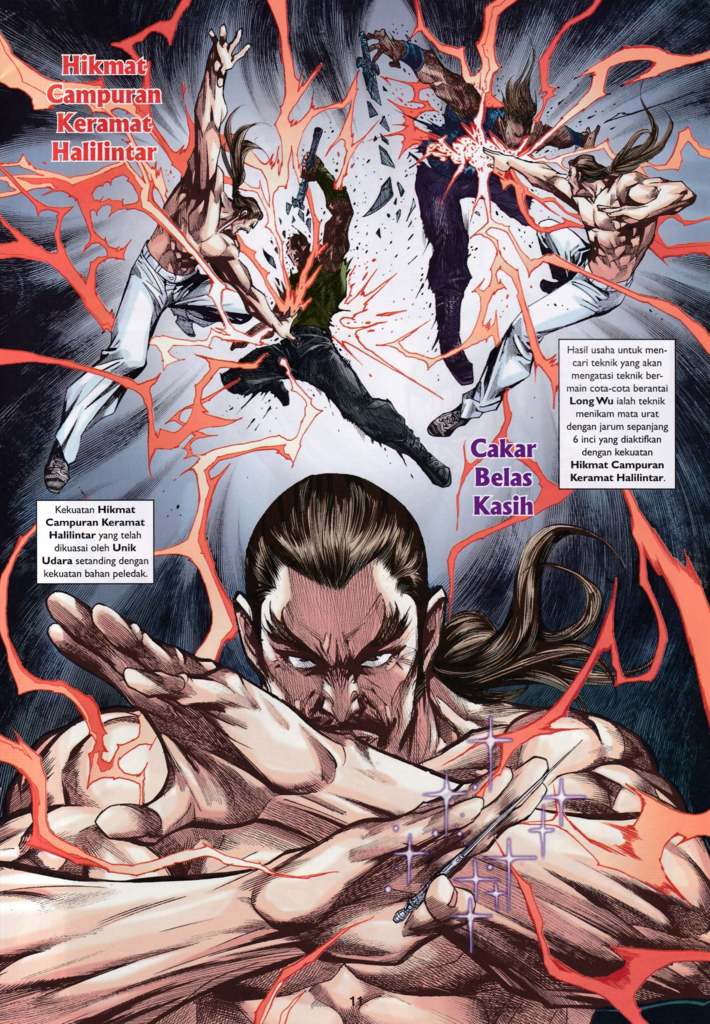 Hikmat
Campuran
Keramat
Halilintar
Hasil usaha untuk men-
cari teknik yang akan
mengatasi teknik ber-
main cota-cota berantai
Long Wu ialah teknik
menikam mata urat
dengan jarum sepanjang
6 inci yang diaktifkan
dengan kekuatan
Hikmat Campuran
Keramat Halilintar.
Cakar
Belas
Kasih
Kekuatan Hikmat
Campuran Keramat
Halilintar yang telah
dikuasai oleh Unik
Udara setanding dengan
kekuatan bahan peledak.
11